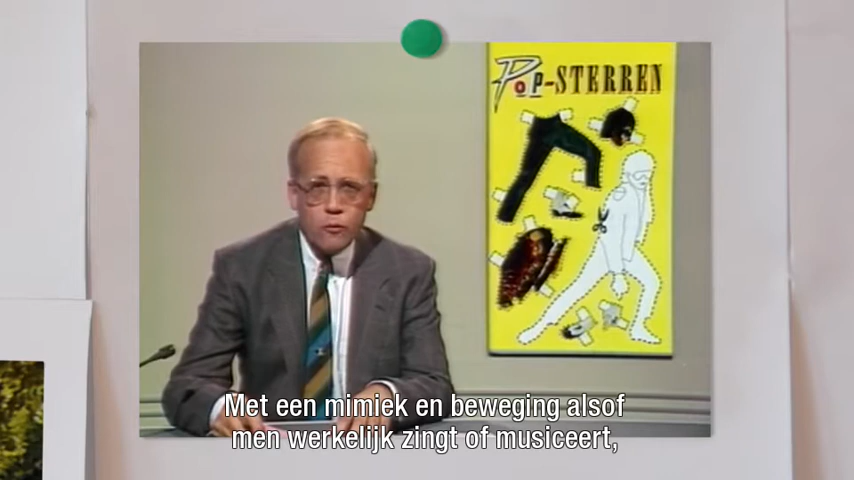 PoP-STERREN
Met een mimiek en beweging alsof
men werkelijk zingt of musiceert,